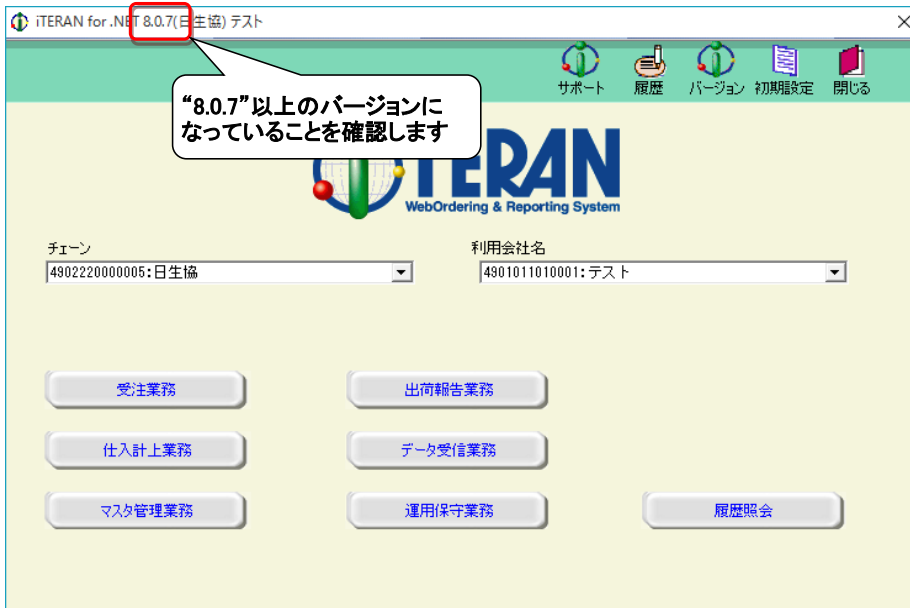 iTERAN for .NET 8.0.7(日生協) テスト
サポート 履歴 バージョン 初期設定 閉じる
“8.0.7”以上のバージョンに
なっていることを確認します
iTERAN
WebOrdering & Reporting System
チェーン 利用会社名
4902220000005:日生協 4901011010001:テスト
受注業務 出荷報告業務
仕入計上業務 データ受信業務
マスタ管理業務 運用保守業務 履歴照会